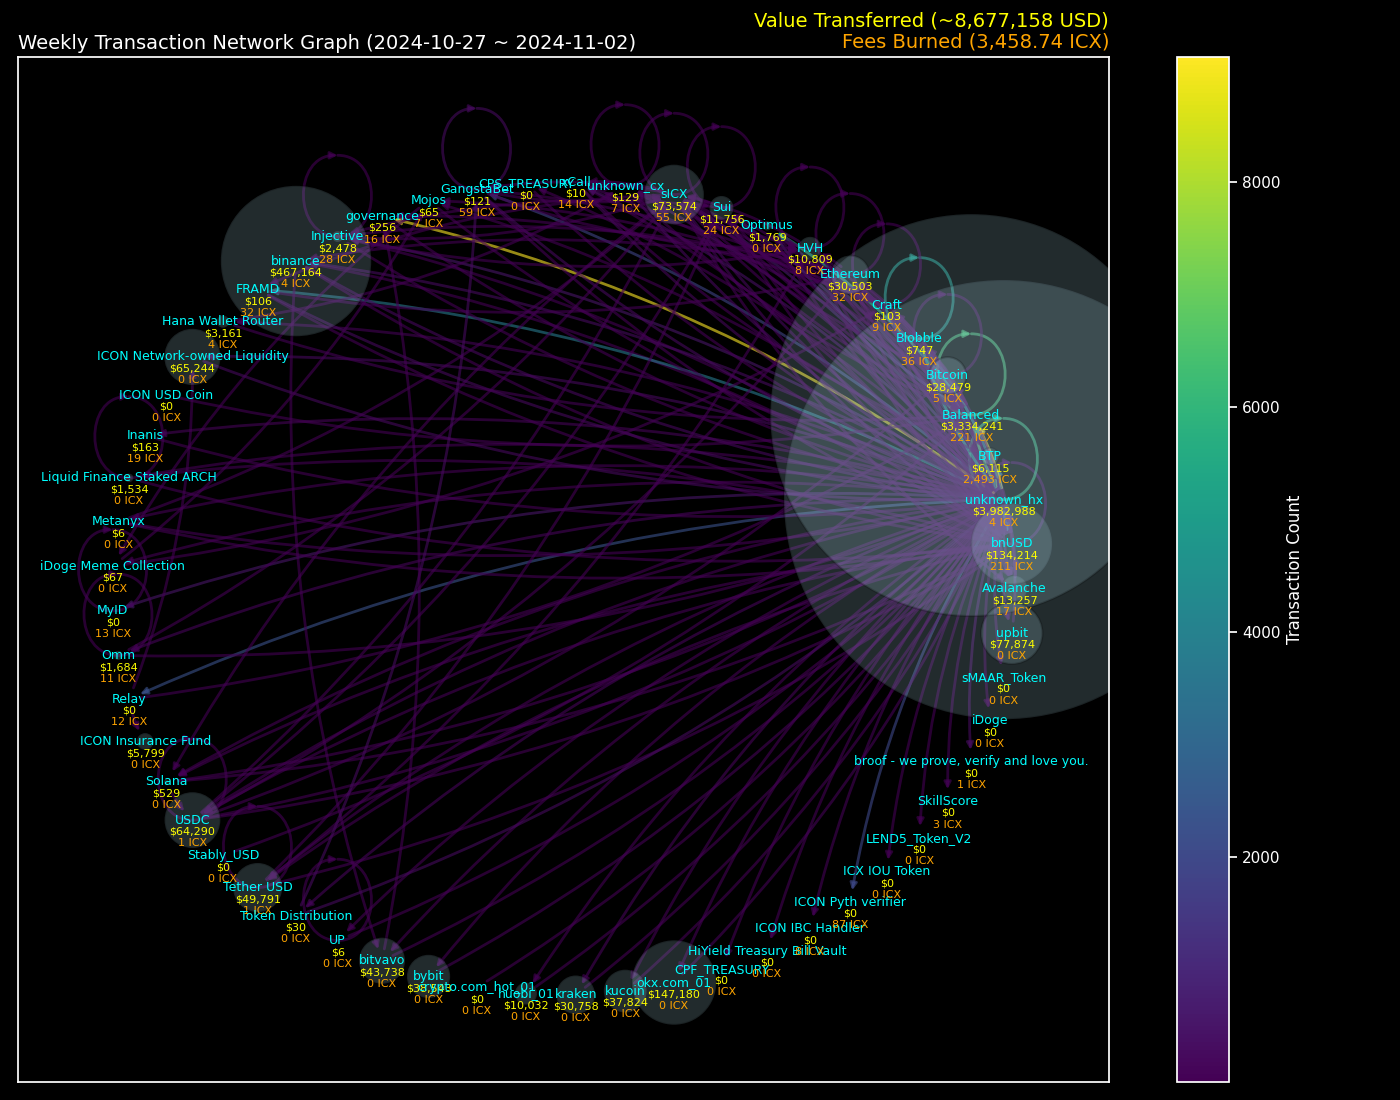 Value Transferred (~8,677,158 USD)
Weekly Transaction Network Graph (2024-10-27 ~ 2024-11-02)
Fees Burned (3,458.74 ICX)
CPS_TREASURY
$0
0 ICX
xCall
$10
14 ICX
unknown_cx
$129
7 ICX
GangstaBet
$121
59 ICX
sICX
$73,574
55 ICX
Mojos
$65
7 ICX
Sui
$11,756
24 ICX
governance
$256
16 ICX
Optimus
$1,769
0 ICX
Injective
$2,478
28 ICX
HVH
$10,809
8 ICX
binance
$467,164
4 ICX
Ethereum
$30,503
32 ICX
FRAMD
$106
32 ICX
Craft
$103
9 ICX
Hana Wallet Router
$3,161
4 ICX
Blobble
$747
36 ICX
ICON Network-owned Liquidity
$65,244
0 ICX
Bitcoin
$28,479
5 ICX
ICON USD Coin
$0
0 ICX
Balanced
$3,334,241
221 ICX
Inanis
$163
19 ICX
BTP
$6,115
2,493 ICX
Liquid Finance Staked ARCH
$1,534
0 ICX
unknown_hx
$3,982,988
4 ICX
Metanyx
$6
0 ICX
bnUSD
$134,214
211 ICX
iDoge Meme Collection
$67
0 ICX
Avalanche
$13,257
17 ICX
MyID
$0
13 ICX
upbit
$77,874
0 ICX
Omm
$1,684
11 ICX
sMAAR_Token
$0
0 ICX
Relay
$0
12 ICX
iDoge
$0
0 ICX
ICON Insurance Fund
$5,799
0 ICX
broof - we prove, verify and love you.
$0
1 ICX
Solana
$529
0 ICX
SkillScore
$0
3 ICX
USDC
$64,290
1 ICX
LEND5_Token_V2
$0
0 ICX
Stably_USD
$0
0 ICX
ICX IOU Token
$0
0 ICX
Tether USD
$49,791
1 ICX
ICON Pyth verifier
$0
87 ICX
Token Distribution
$30
0 ICX
ICON IBC Handler
$0
ICX
UP
$6
0 ICX
HiYield Treasury Bill Vault
$0
0 ICX
bitvavo
$43,738
0 ICX
CPF_TREASURY
$0
0 ICX
bybit
0 ICX
okx.com_01
$147,180
0 ICX
$0
0 ICX
huobi_01
$10,032
0 ICX
kraken
$30,758
0 ICX
kucoin
$37,824
0 ICX
8000
6000
4000
2000
Transaction Count